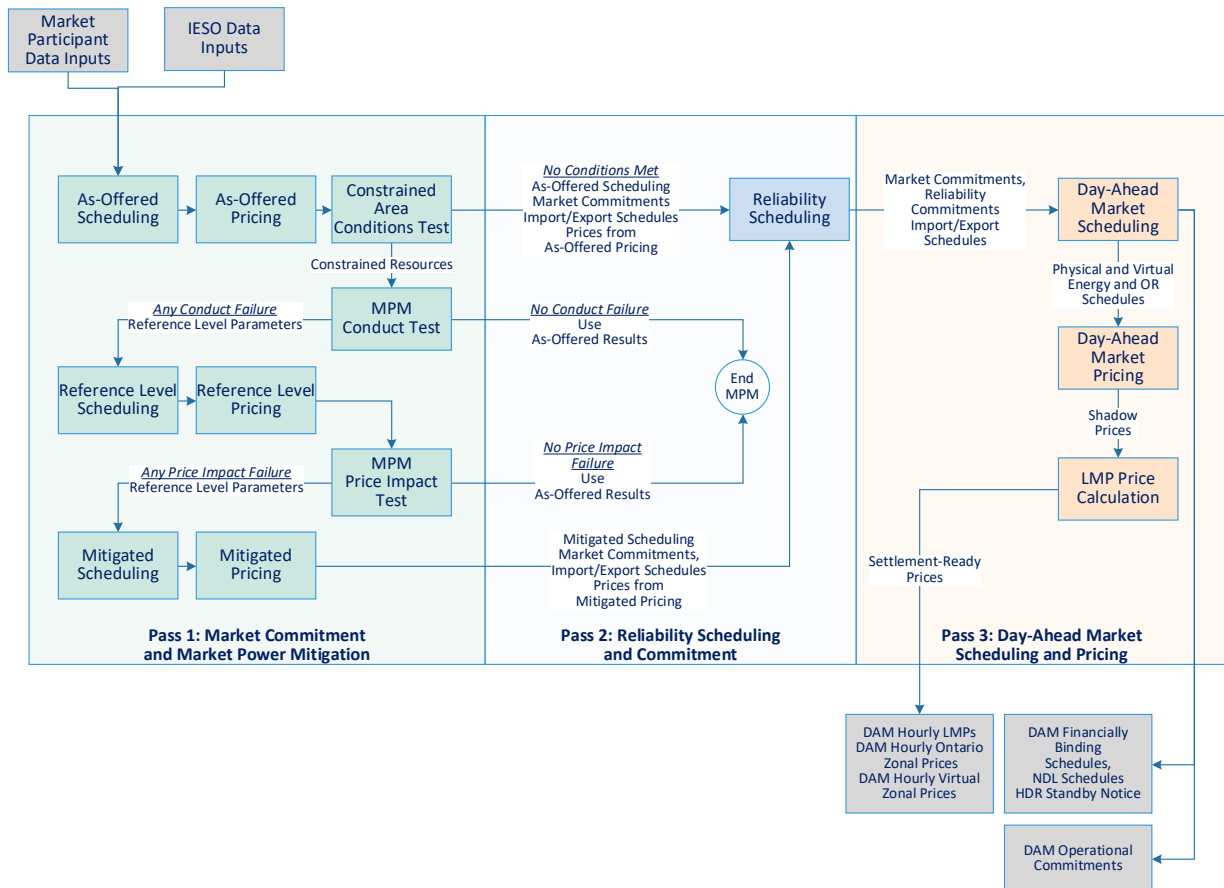 Market
Participant
Data Inputs
IESO Data
Inputs
As-Offered
Scheduling
As-Offered
Pricing
Constrained
Area
Conditions Test
No Conditions Met
As-Offered Scheduling
Market Commitments
Import/Export Schedules
Prices from
As-Offered Pricing
Reliability
Scheduling
Market Commitments,
Reliability
Commitments
Import/Export
Schedules
Day-Ahead
Market
Scheduling
Constrained Resources
Physical and Virtual
Energy and OR
Schedules
Any Conduct Failure
Reference Level Parameters
MPM
Conduct Test
No Conduct Failure
Use
As-Offered Results
Day-Ahead
Market
Pricing
End
MPM
Reference Level
Scheduling
Reference Level
Pricing
Shadow
Prices
Any Price Impact Failure
Reference Level Parameters
MPM
Price Impact
Test
No Price Impact
Failure
Use
As-Offered Results
LMP Price
Calculation
Mitigated
Scheduling
Mitigated
Pricing
Mitigated Scheduling
Market Commitments,
Import/Export Schedules
Prices from
Mitigated Pricing
Settlement-Ready
Prices
Pass 1: Market Commitment
and Market Power Mitigation
Pass 2: Reliability Scheduling
and Commitment
Pass 3: Day-Ahead Market
Scheduling and Pricing
DAM Hourly LMPs
DAM Hourly Ontario
Zonal Prices
DAM Hourly Virtual
Zonal Prices
DAM Financially
Binding
Schedules,
NDL Schedules
HDR Standby Notice
DAM Operational
Commitments